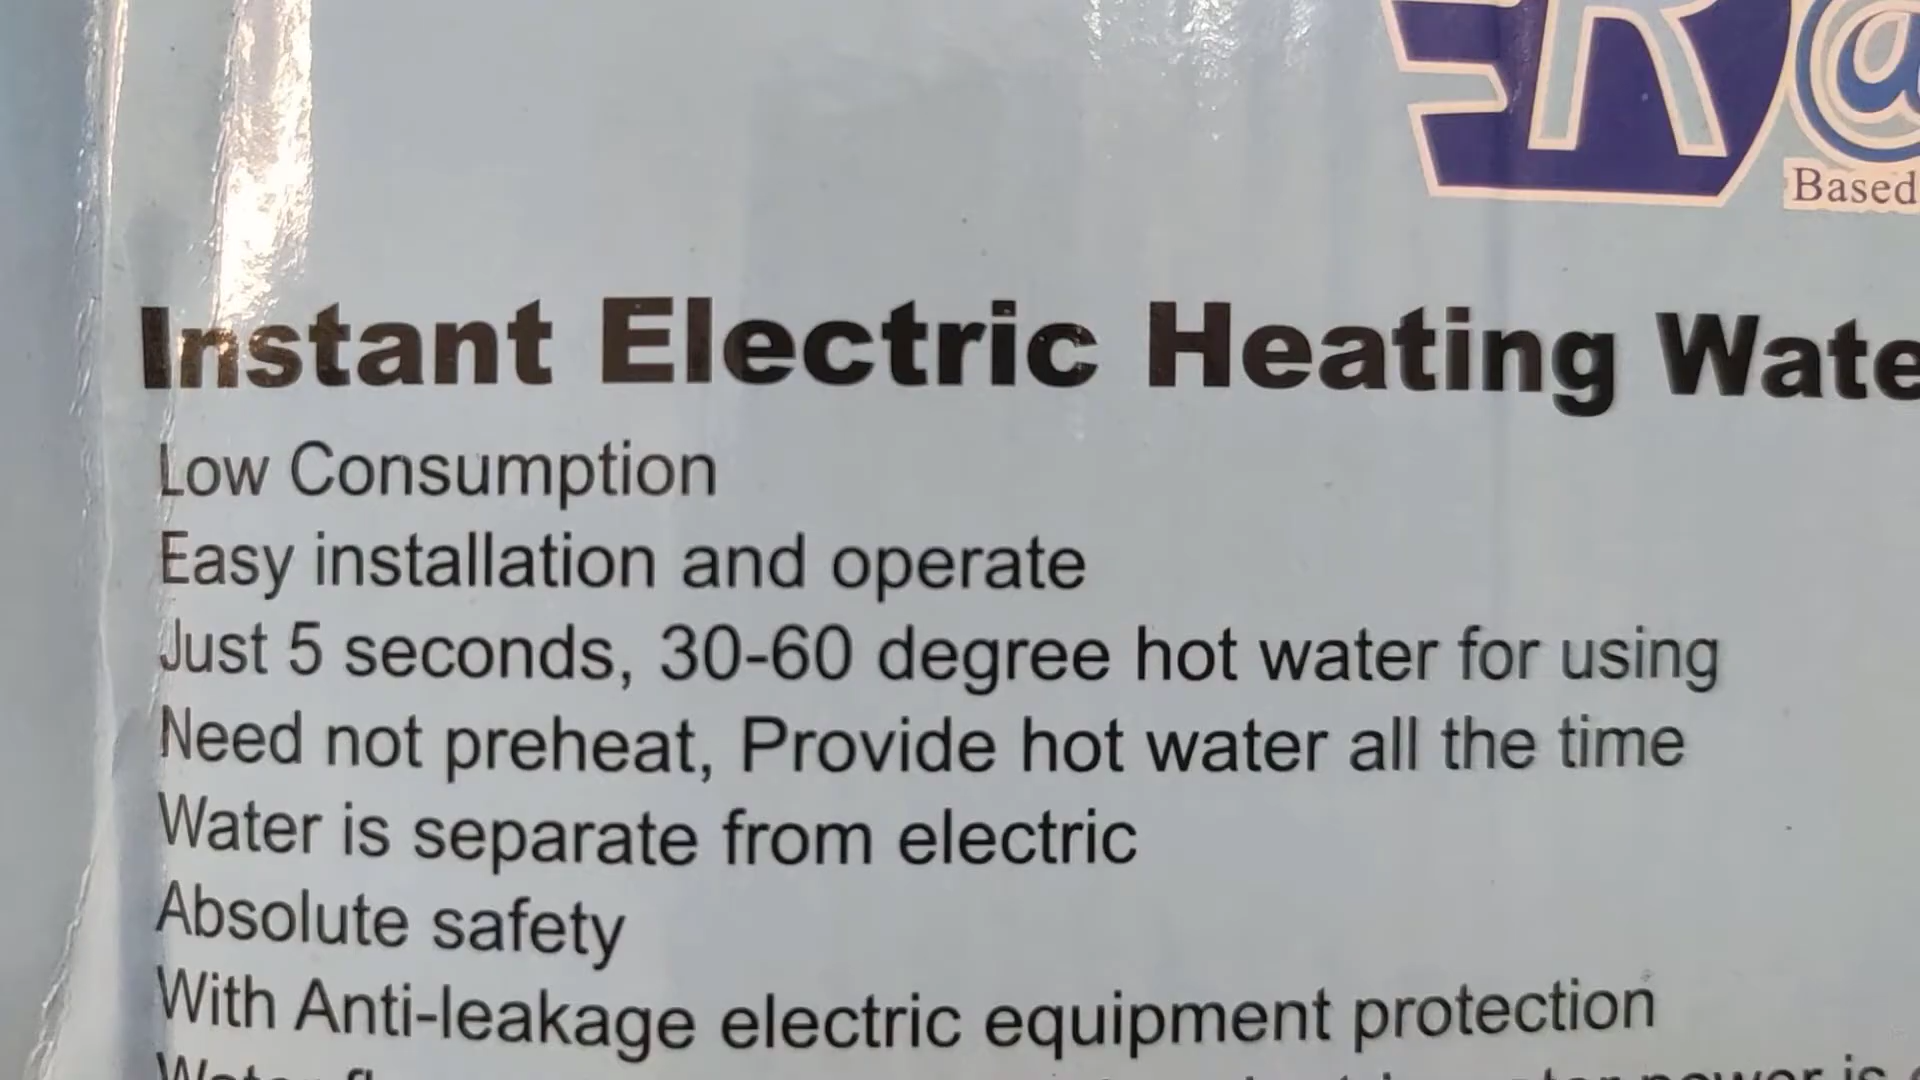 R@
Based
Instant Electric Heating Wate
Low Consumption
Easy installation and operate
Just 5 seconds, 30-60 degree hot water for using
Need not preheat, Provide hot water all the time
Water is separate from electric
Absolute safety
With Anti-leakage electric equipment protection